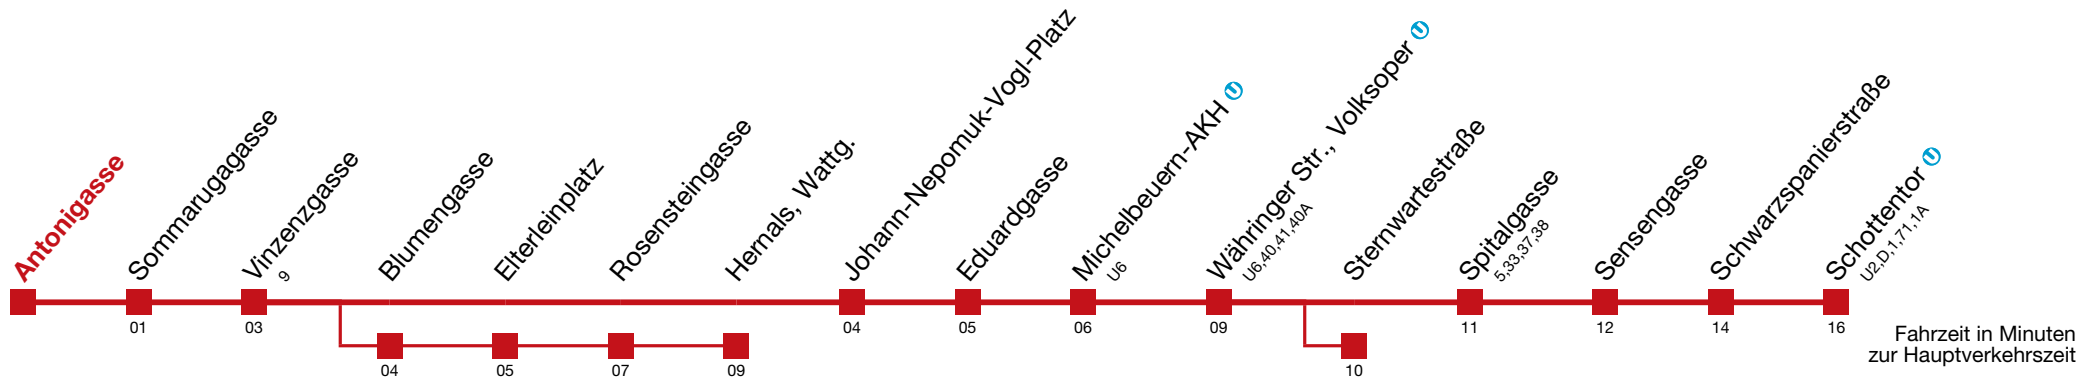 Antonigasse
Sommarugagasse
Vinzenzgasse
9
Blumengasse
Elterleinplatz
Rosensteingasse
Hernals, Wattg.
Johann-Nepomuk-Vogl-Platz
Eduardgasse
Michelbeuern-AKH U
U6
Währinger Str., Volksoper U
U6,40,41,40A
Sternwartestraße
Spitalgasse
5,33,37,38
Sensengasse
Schwarzspanierstraße
Schottentor U
U2,D,1,71,1A
01
03
04
05
06
09
11
12
14
16
04
05
07
09
10
Fahrzeit in Minuten
zur Hauptverkehrszeit